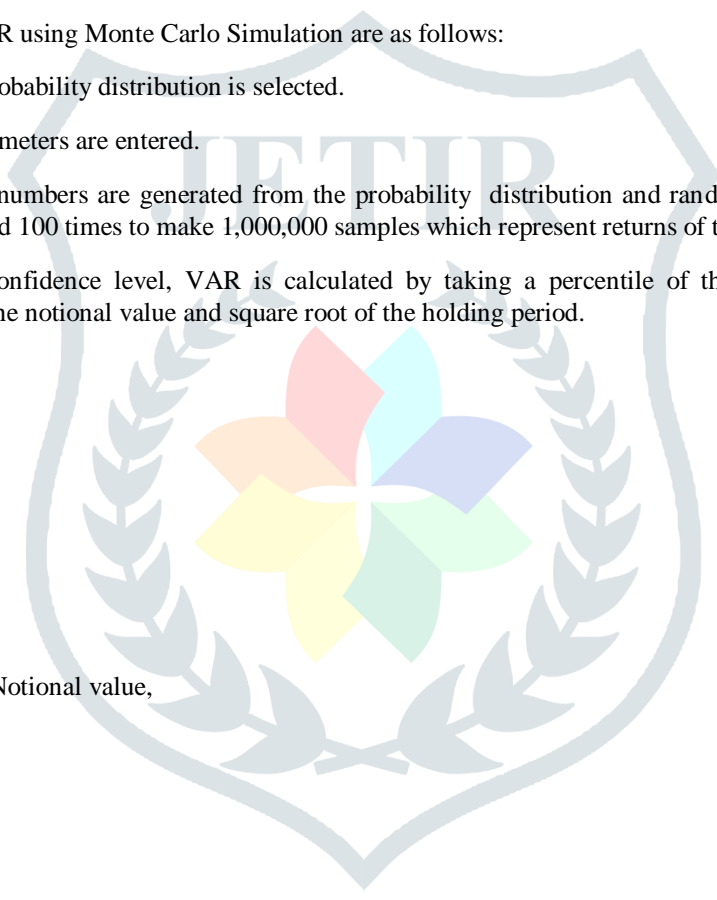 R using Monte Carlo Simulation are as follows:
obability distribution is selected.
meters are entered.
numbers are generated from the probability distribution and rand
d 100 times to make 1,000,000 samples which represent returns of t
onfidence level, VAR is calculated by taking a percentile of th
ne notional value and square root of the holding period.
Notional value,
JETIR